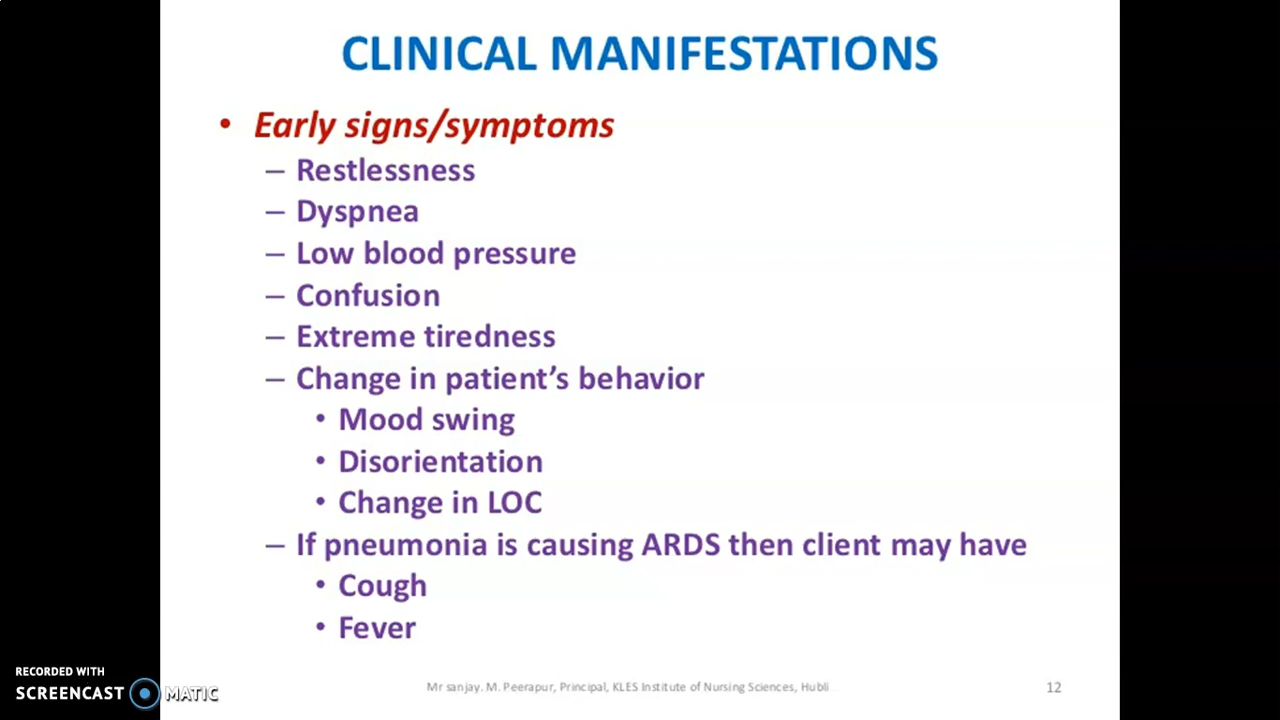 CLINICAL MANIFESTATIONS
• Early signs/symptoms
– Restlessness
– Dyspnea
– Low blood pressure
– Confusion
– Extreme tiredness
– Change in patient’s behavior
• Mood swing
• Disorientation
• Change in LOC
– If pneumonia is causing ARDS then client may have
• Cough
• Fever
RECORDED WITH
SCREENCAST MATIC
Mr sanjay. M. Peerapur, Principal, KLES Institute of Nursing Sciences, Hubli
12